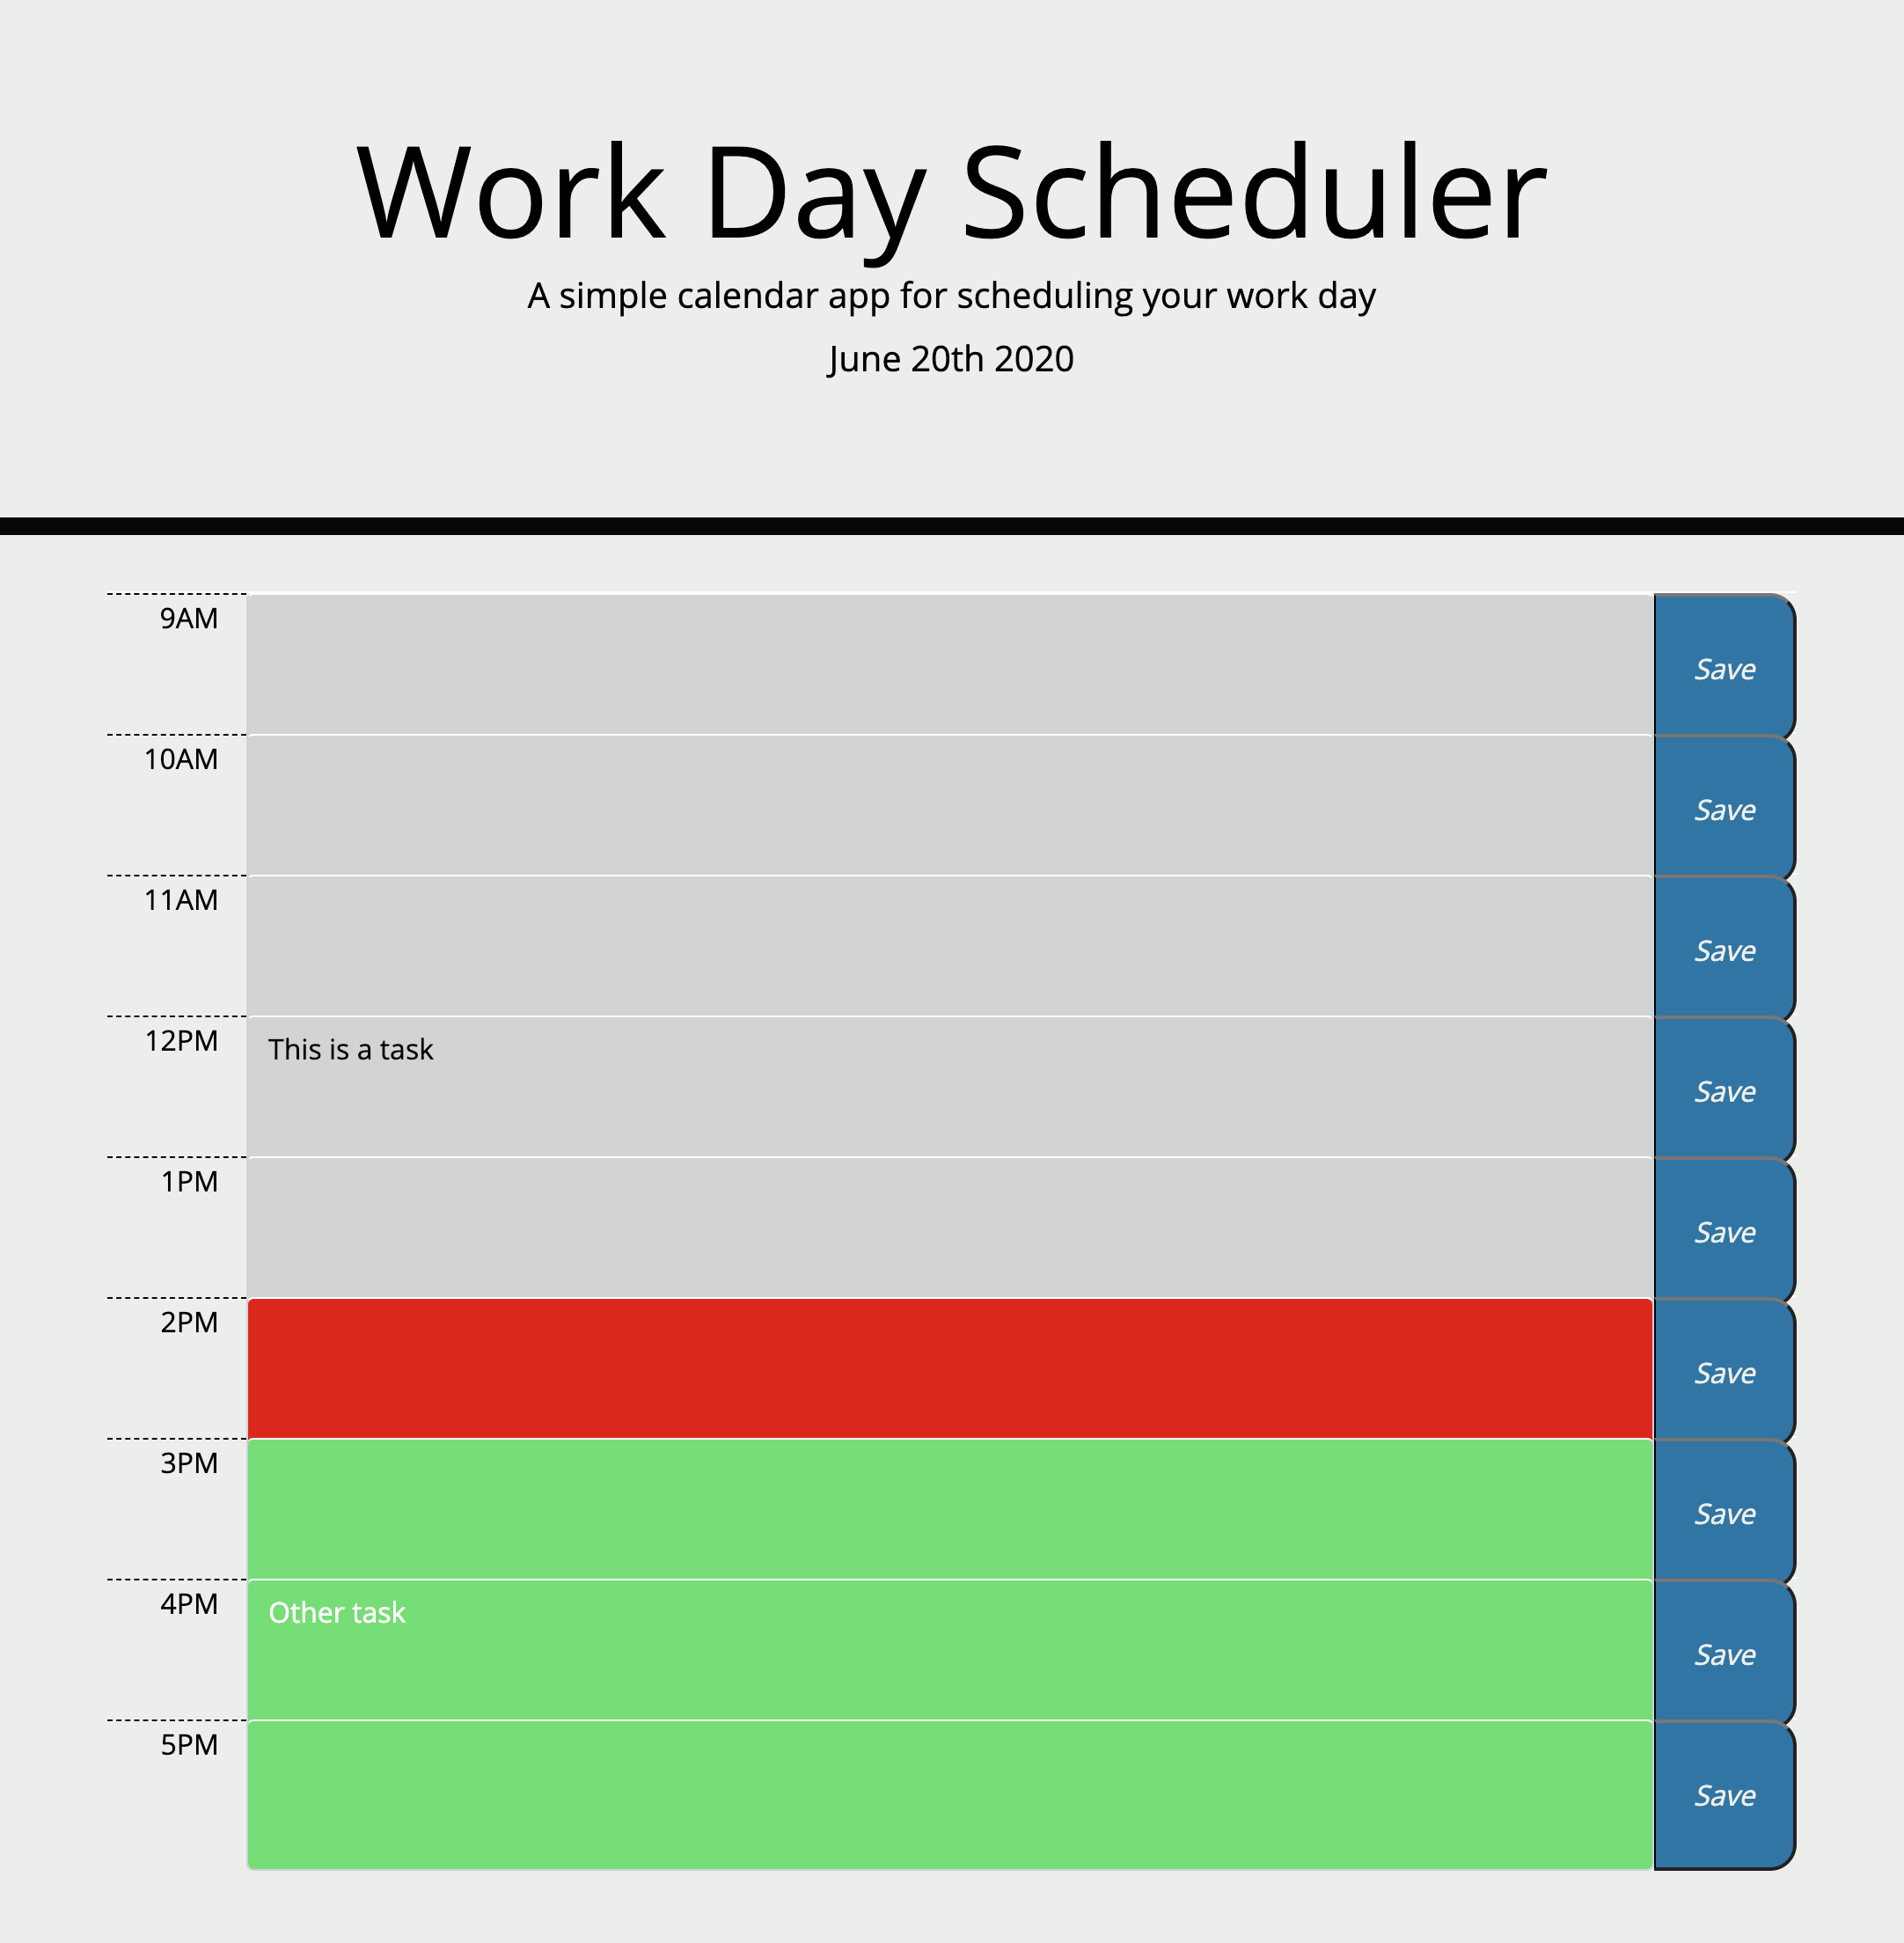 Work Day Scheduler
A simple calendar app for scheduling your work day
June 20th 2020
9AM
Save
10AM
Save
11AM
Save
12PM
This is a task
Save
1PM
Save
2PM
Save
3PM
Save
4PM
Other task
Save
5PM
Save